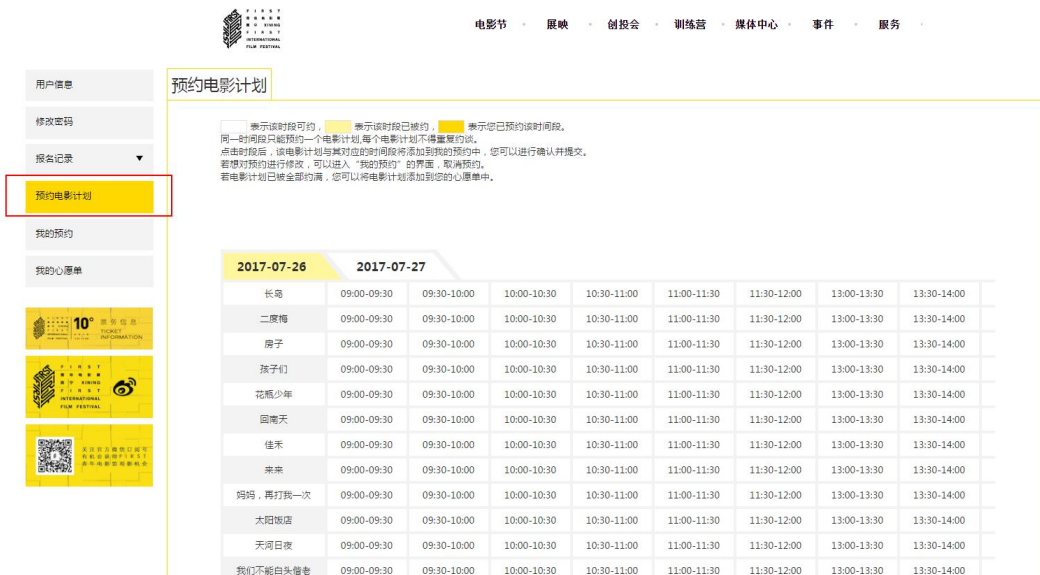 FIRST
XINING
FIRST
INTERNATIONAL
FILM FESTIVAL
电影节 · 展映 · 创投会 · 训练营 · 媒体中心 · 事件 · 服务 ·
用户信息
修改密码
报名记录 ▼
预约电影计划
我的预约
我的心愿单
10°
票务信息
TICKET
INFORMATION
FIRST
XINING
FIRST
INTERNATIONAL
FILM FESTIVAL
预约电影计划
表示该时段可约， 表示该时段已被约， 表示您已预约该时间段。
同一时间段只能预约一个电影计划,每个电影计划不得重复约谈。
点击时段后，该电影计划与其对应的时间段将添加到我的预约中，您可以进行确认并提交。
若想对预约进行修改，可以进入“我的预约”的界面，取消预约。
若电影计划已被全部约满，您可以将电影计划添加到您的心愿单中。
2017-07-26 2017-07-27
长岛 09:00-09:30 09:30-10:00 10:00-10:30 10:30-11:00 11:00-11:30 11:30-12:00 13:00-13:30 13:30-14:00
二度梅 09:00-09:30 09:30-10:00 10:00-10:30 10:30-11:00 11:00-11:30 11:30-12:00 13:00-13:30 13:30-14:00
房子 09:00-09:30 09:30-10:00 10:00-10:30 10:30-11:00 11:00-11:30 11:30-12:00 13:00-13:30 13:30-14:00
孩子们 09:00-09:30 09:30-10:00 10:00-10:30 10:30-11:00 11:00-11:30 11:30-12:00 13:00-13:30 13:30-14:00
花瓶少年 09:00-09:30 09:30-10:00 10:00-10:30 10:30-11:00 11:00-11:30 11:30-12:00 13:00-13:30 13:30-14:00
回南天 09:00-09:30 09:30-10:00 10:00-10:30 10:30-11:00 11:00-11:30 11:30-12:00 13:00-13:30 13:30-14:00
佳禾 09:00-09:30 09:30-10:00 10:00-10:30 10:30-11:00 11:00-11:30 11:30-12:00 13:00-13:30 13:30-14:00
来来 09:00-09:30 09:30-10:00 10:00-10:30 10:30-11:00 11:00-11:30 11:30-12:00 13:00-13:30 13:30-14:00
妈妈，再打我一次 09:00-09:30 09:30-10:00 10:00-10:30 10:30-11:00 11:00-11:30 11:30-12:00 13:00-13:30 13:30-14:00
太阳饭店 09:00-09:30 09:30-10:00 10:00-10:30 10:30-11:00 11:00-11:30 11:30-12:00 13:00-13:30 13:30-14:00
天河日夜 09:00-09:30 09:30-10:00 10:00-10:30 10:30-11:00 11:00-11:30 11:30-12:00 13:00-13:30 13:30-14:00
我们不能白头偕老 09:00-09:30 09:30-10:00 10:00-10:30 10:30-11:00 11:00-11:30 11:30-12:00 13:00-13:30 13:30-14:00